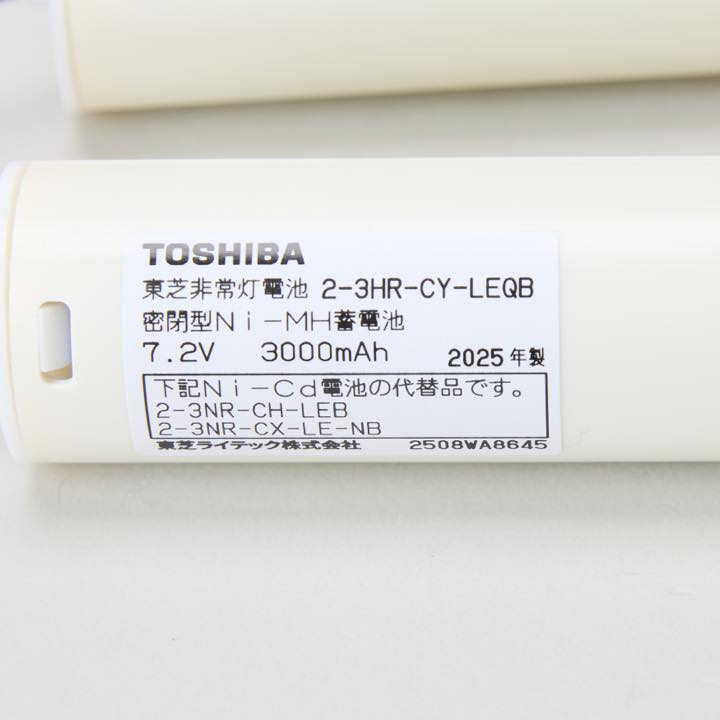 TOSHIBA
東芝非常灯電池 2-3HR-CY-LEQB
密閉型Ni-MH蓄電池
7.2V 3000mAh 2025年製
下記Ni-Cd電池の代替品です。
2-3NR-CH-LEB
2-3NR-CX-LE-NB
東芝ライテック株式会社 2508WA8645